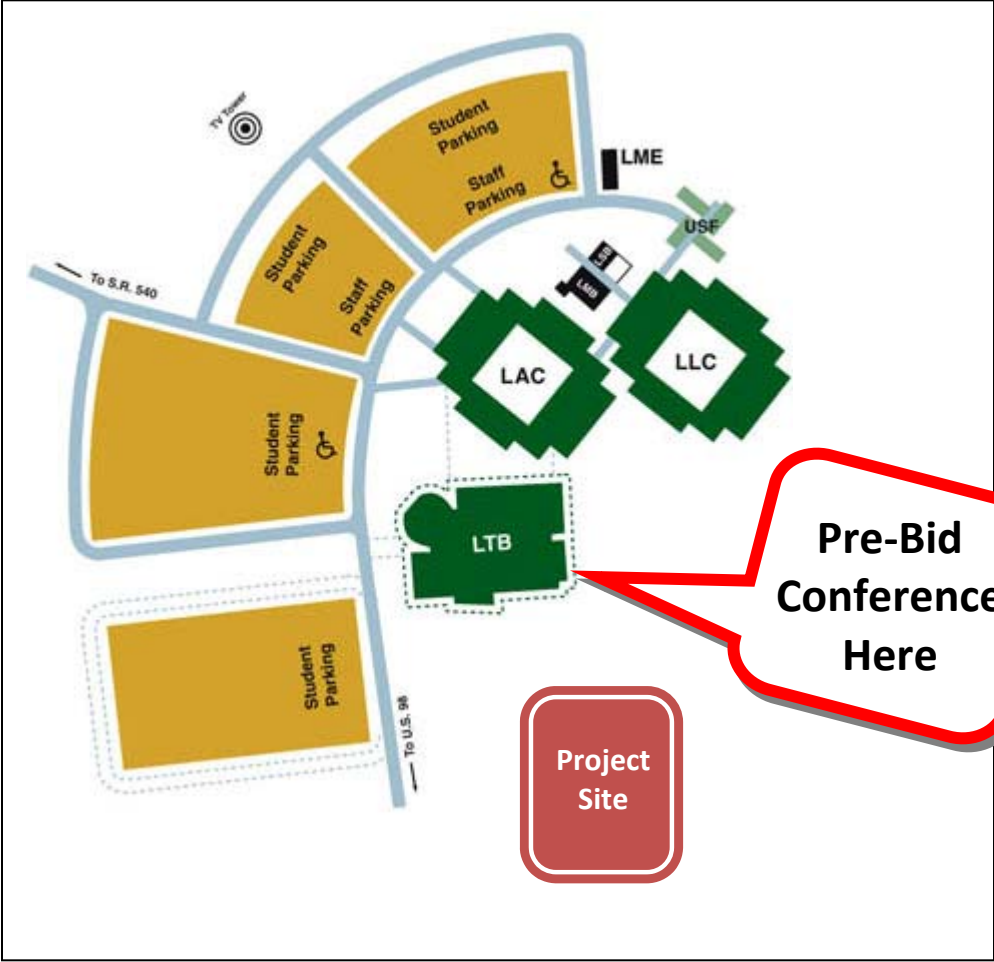 TV Tower
Student
Parking
Staff
Parking
LME
Student
Parking
Staff
Parking
USF
To S.R. 540
LSB
LMB
LAC
LLC
Student
Parking
LTB
Pre-Bid
Conference
Here
Student
Parking
To U.S. 98
Project
Site